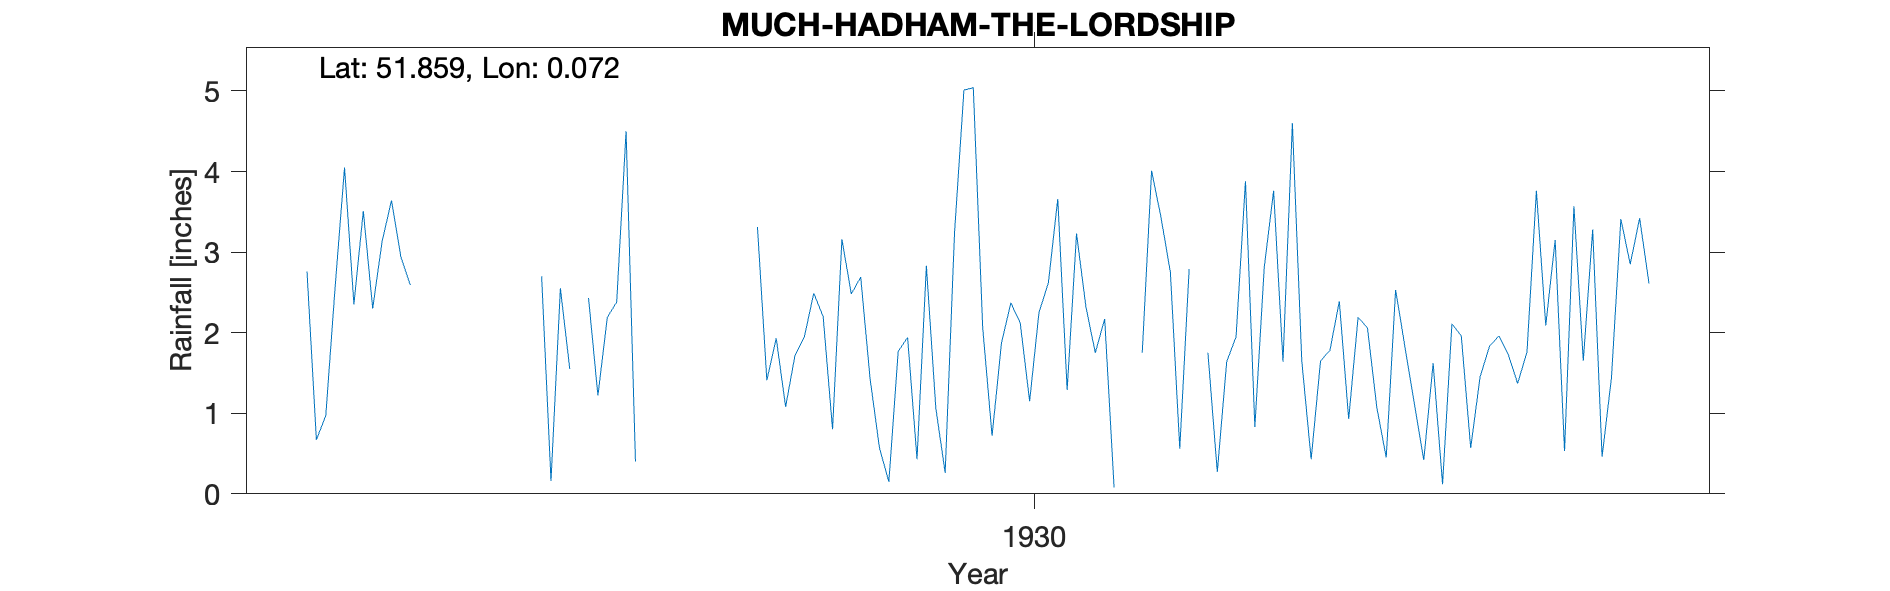 MUCH-HADHAM-THE-LORDSHIP
Lat: 51.859, Lon: 0.072
5
4
3
2
1
0
Rainfall [inches]
1930
Year